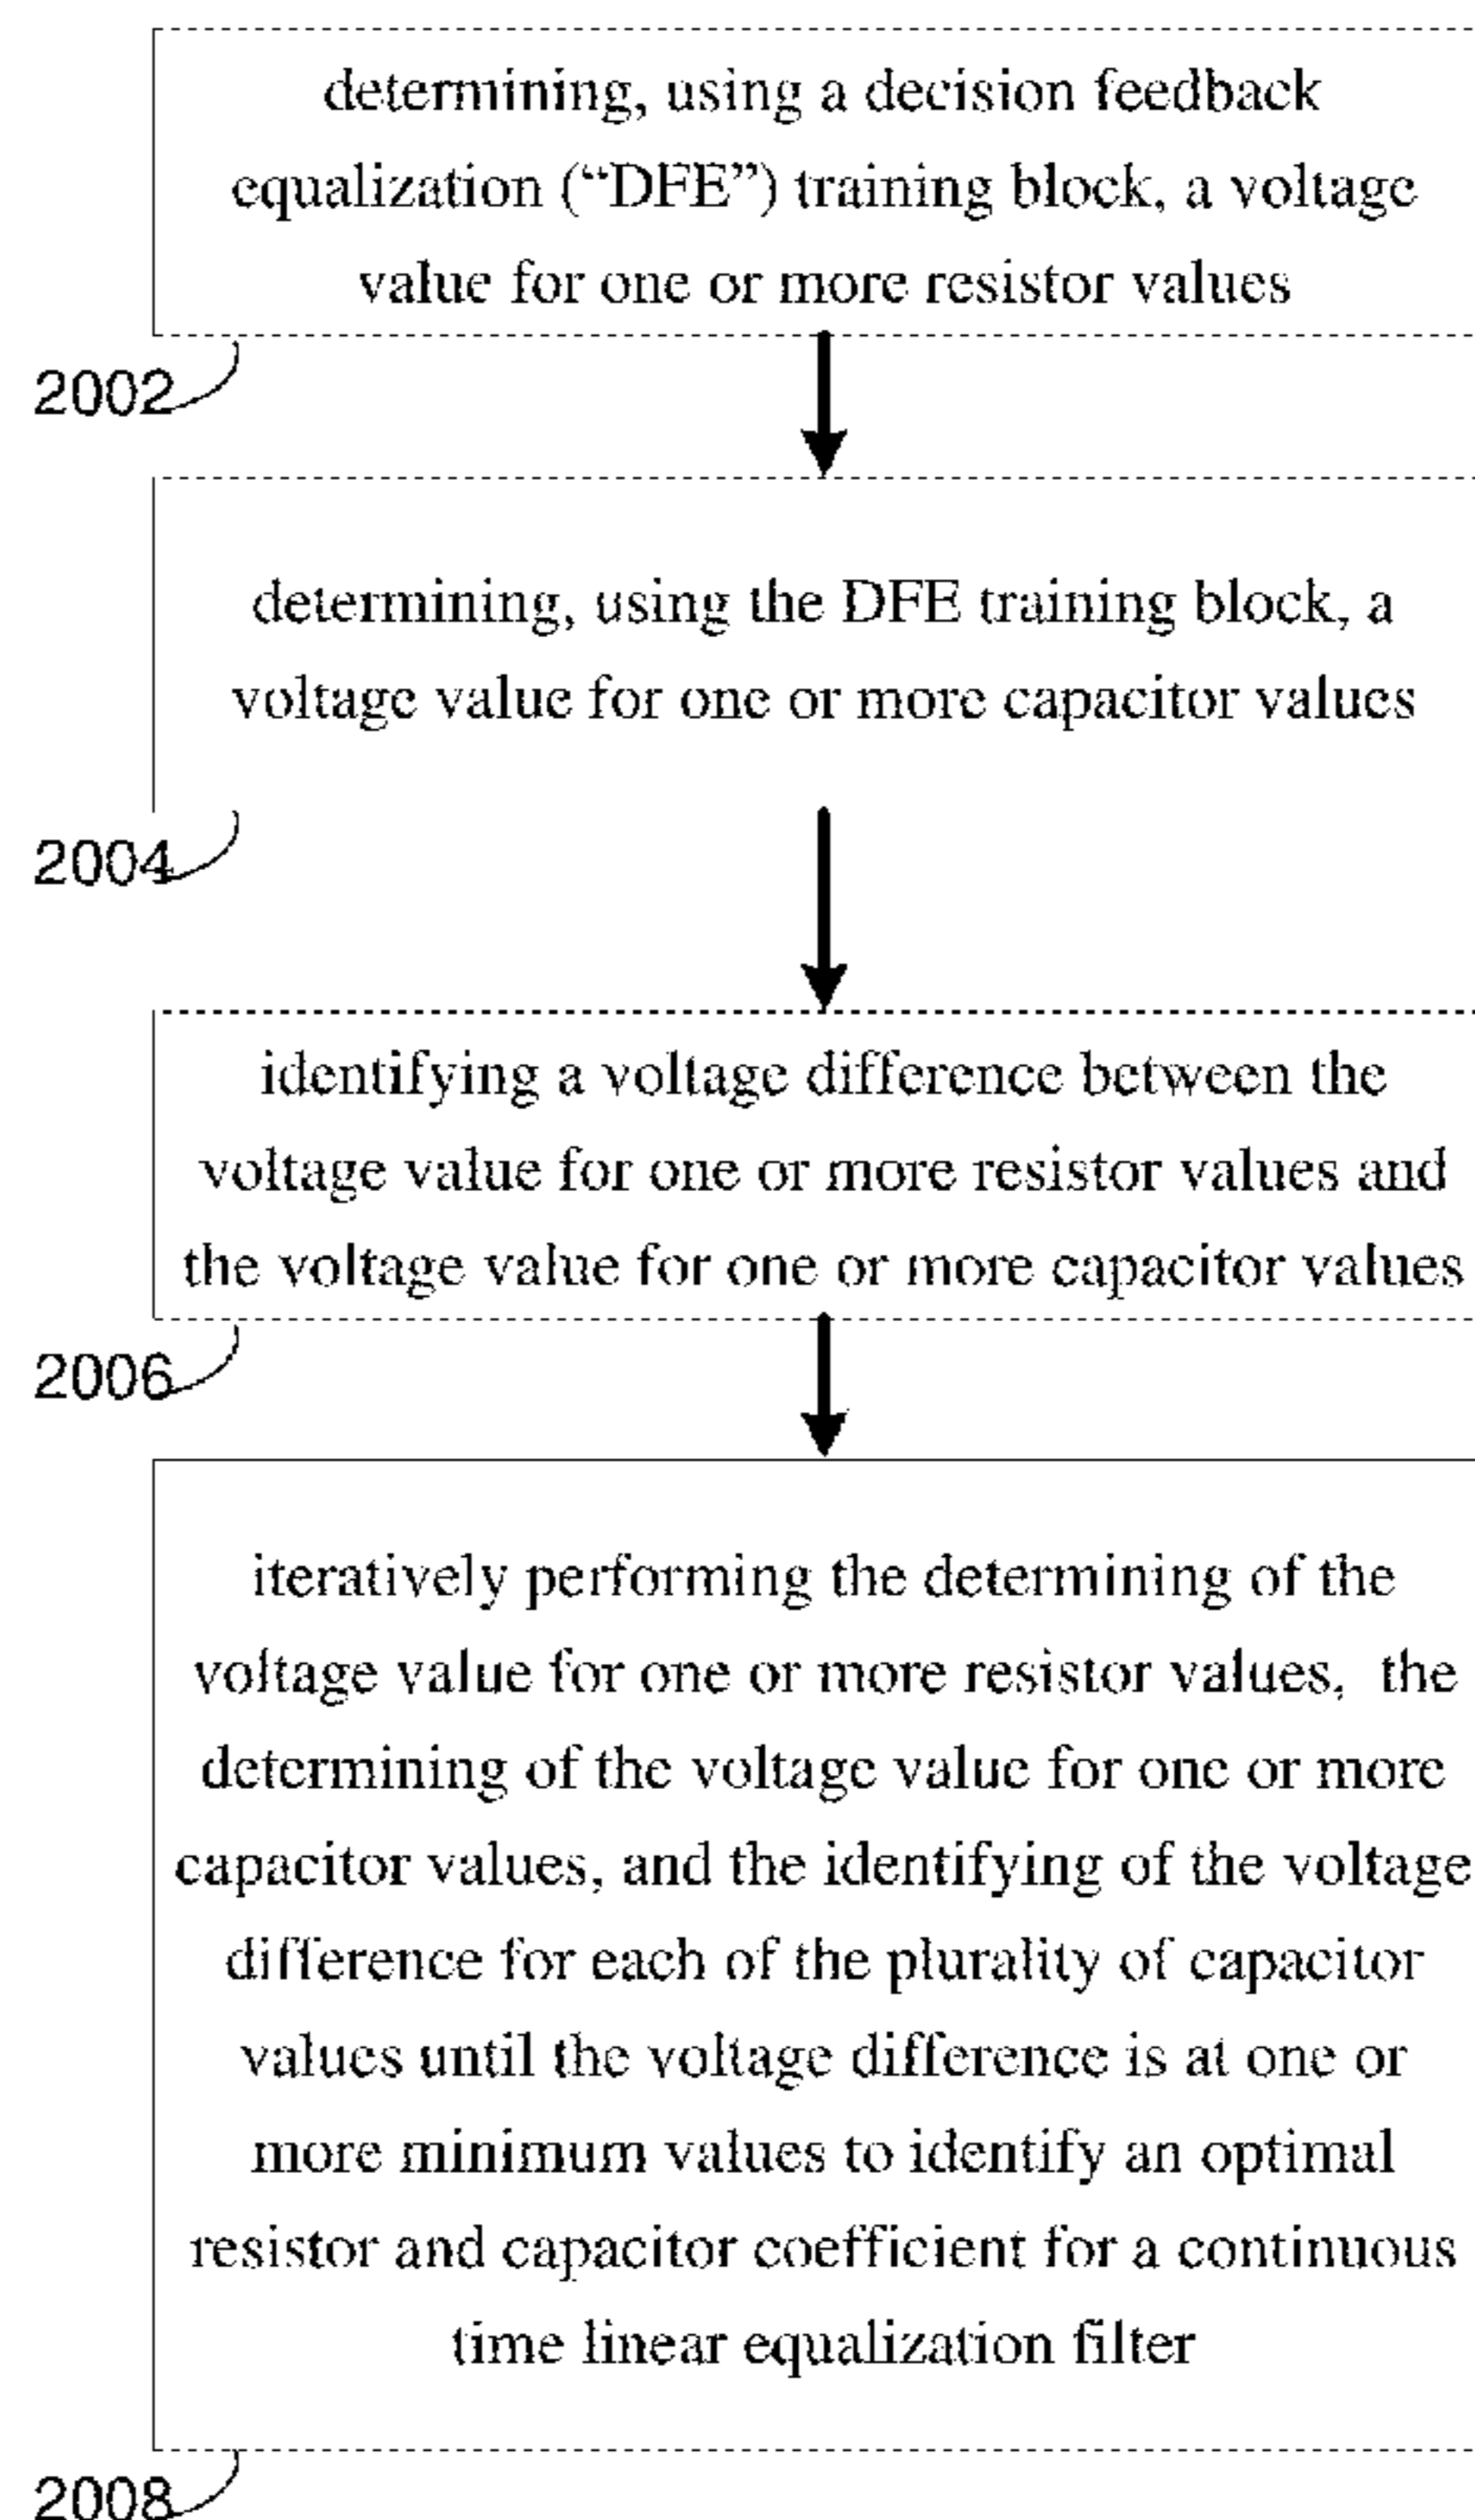 determining, using a decision feedback
equalization (“DFE”) training block, a voltage
value for one or more resistor values
2002
determining, using the DFE training block, a
voltage value for one or more capacitor values
2004
identifying a voltage difference between the
voltage value for one or more resistor values and
the voltage value for one or more capacitor values
2006
iteratively performing the determining of the
voltage value for one or more resistor values, the
determining of the voltage value for one or more
capacitor values, and the identifying of the voltage
difference for each of the plurality of capacitor
values until the voltage difference is at one or
more minimum values to identify an optimal
resistor and capacitor coefficient for a continuous
time linear equalization filter
2008